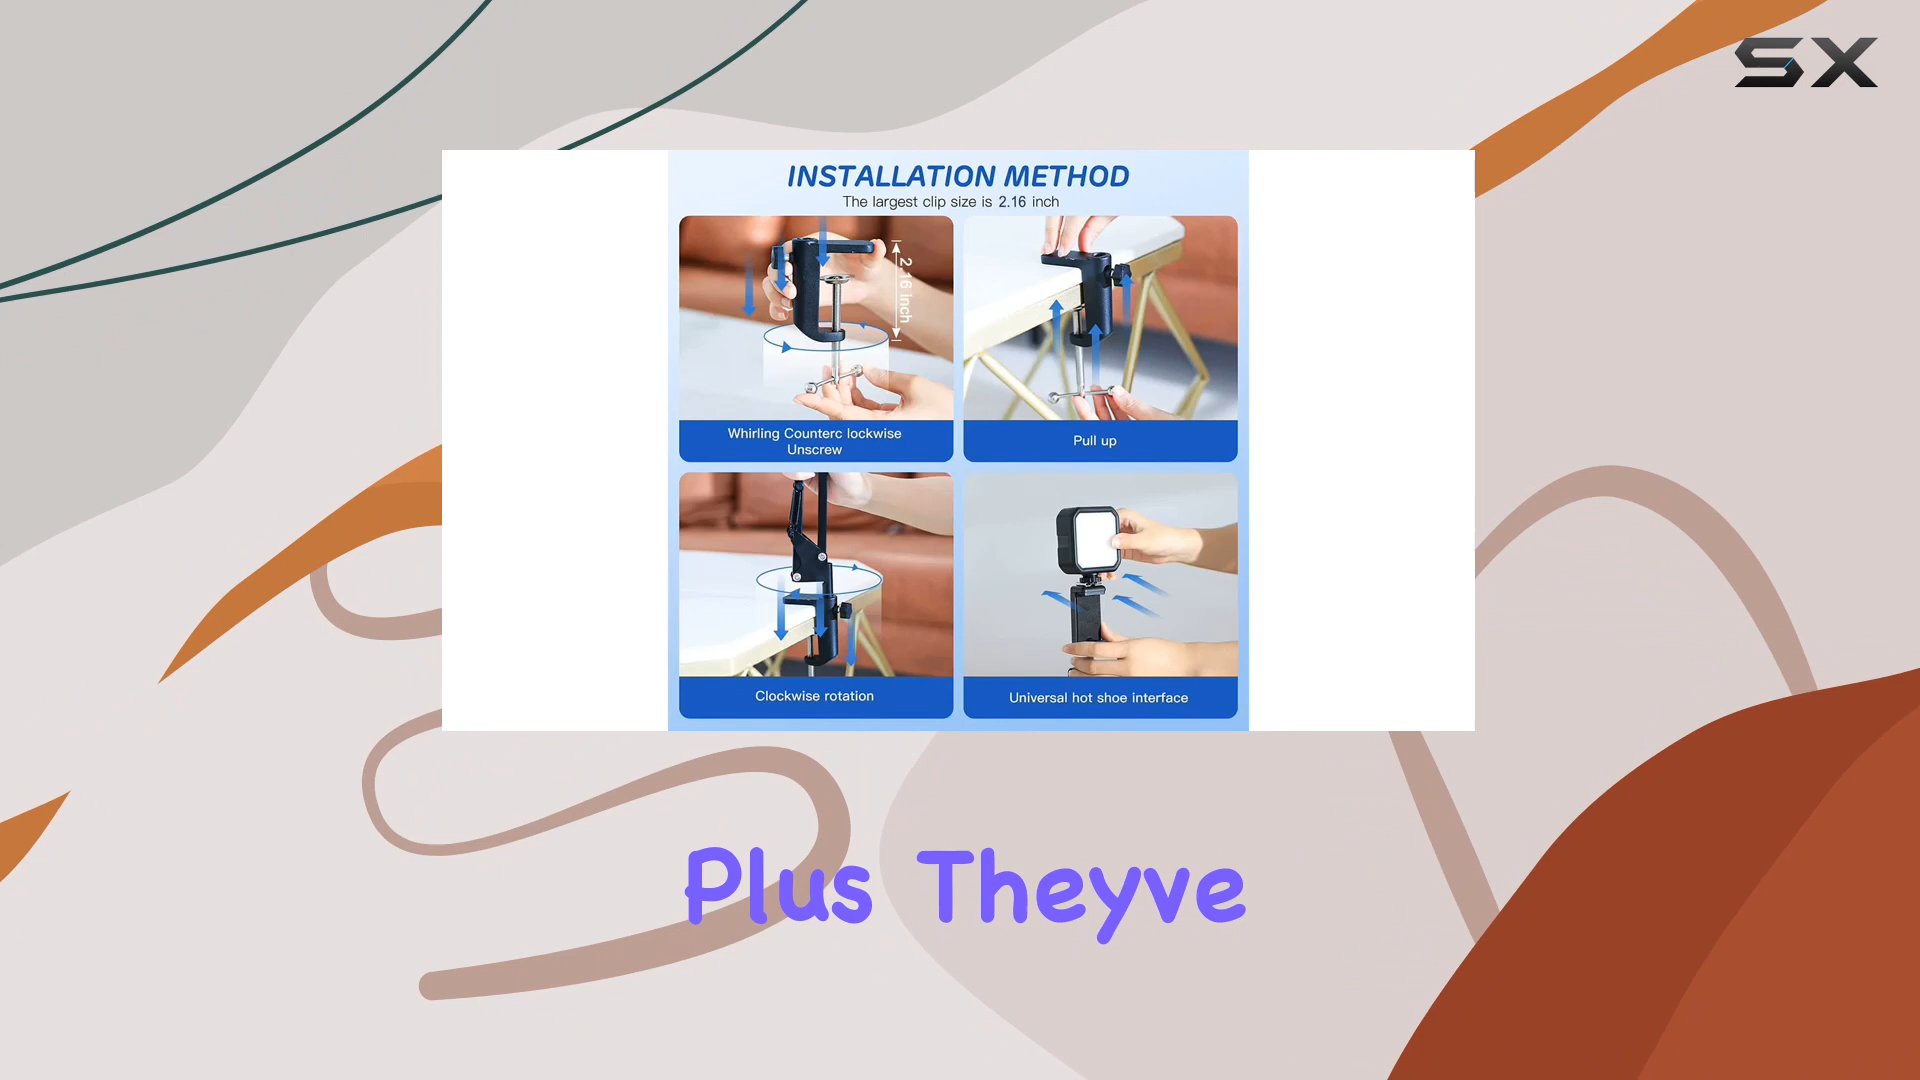 SX
INSTALLATION METHOD
The largest clip size is 2.16 inch
2.16 inch
Whirling Counterc lockwise
Unscrew
Pull up
Clockwise rotation
Universal hot shoe interface
Plus Theyve